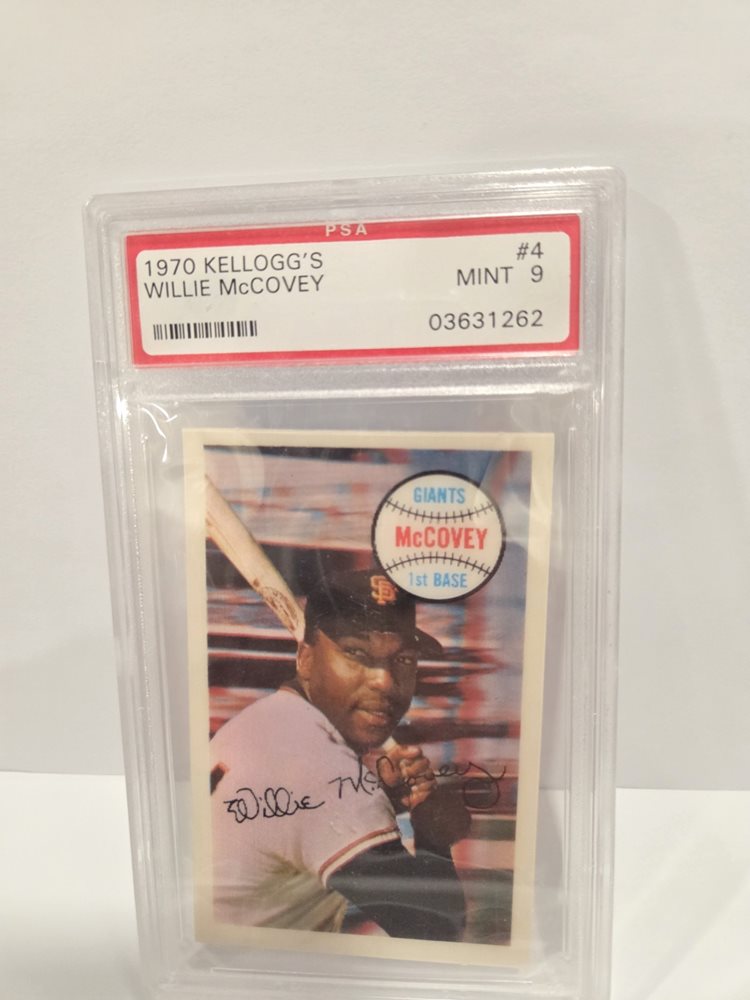 PSA
1970 KELLOGG'S #4
WILLIE McCOVEY MINT 9
03631262
GIANTS
McCOVEY
1st BASE
SF
Willie McCovey